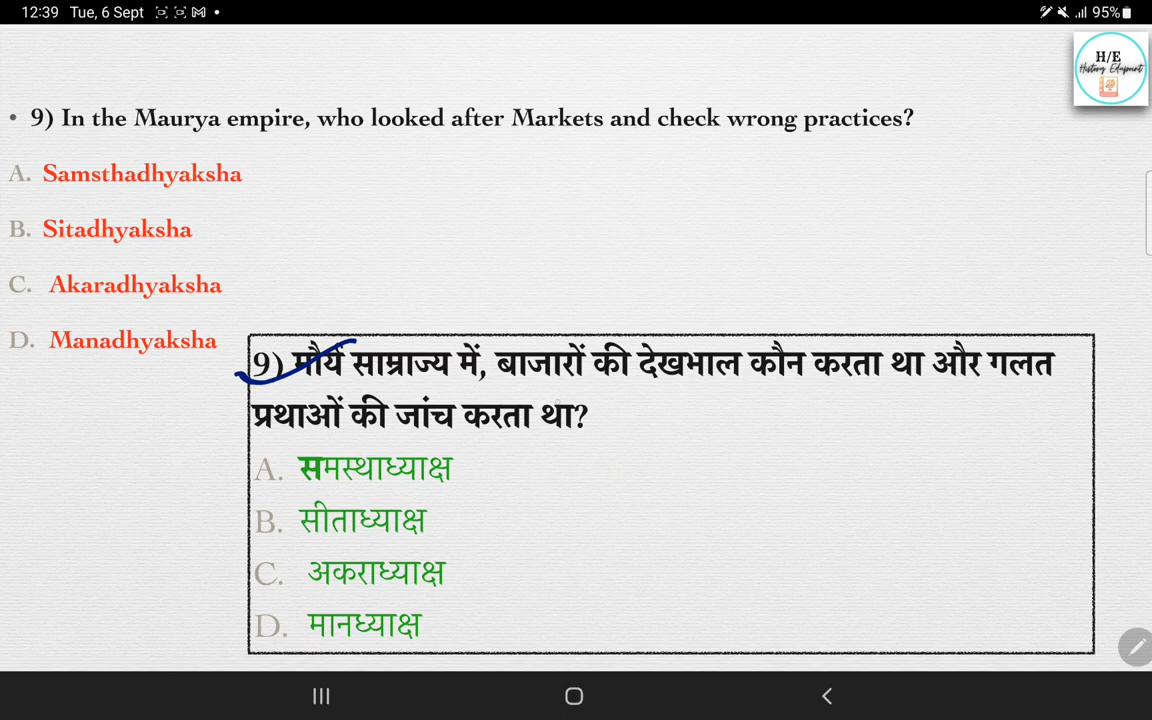 12:39 Tue, 6 Sept
95%
H/E
History Edupoint
• 9) In the Maurya empire, who looked after Markets and check wrong practices?
A. Samsthadhyaksha
B. Sitadhyaksha
C. Akaradhyaksha
D. Manadhyaksha
9) मौर्य साम्राज्य में, बाजारों की देखभाल कौन करता था और गलत
प्रथाओं की जांच करता था?
A. समस्थाध्याक्ष
B. सीताध्याक्ष
C. अकराध्याक्ष
D. मानध्याक्ष